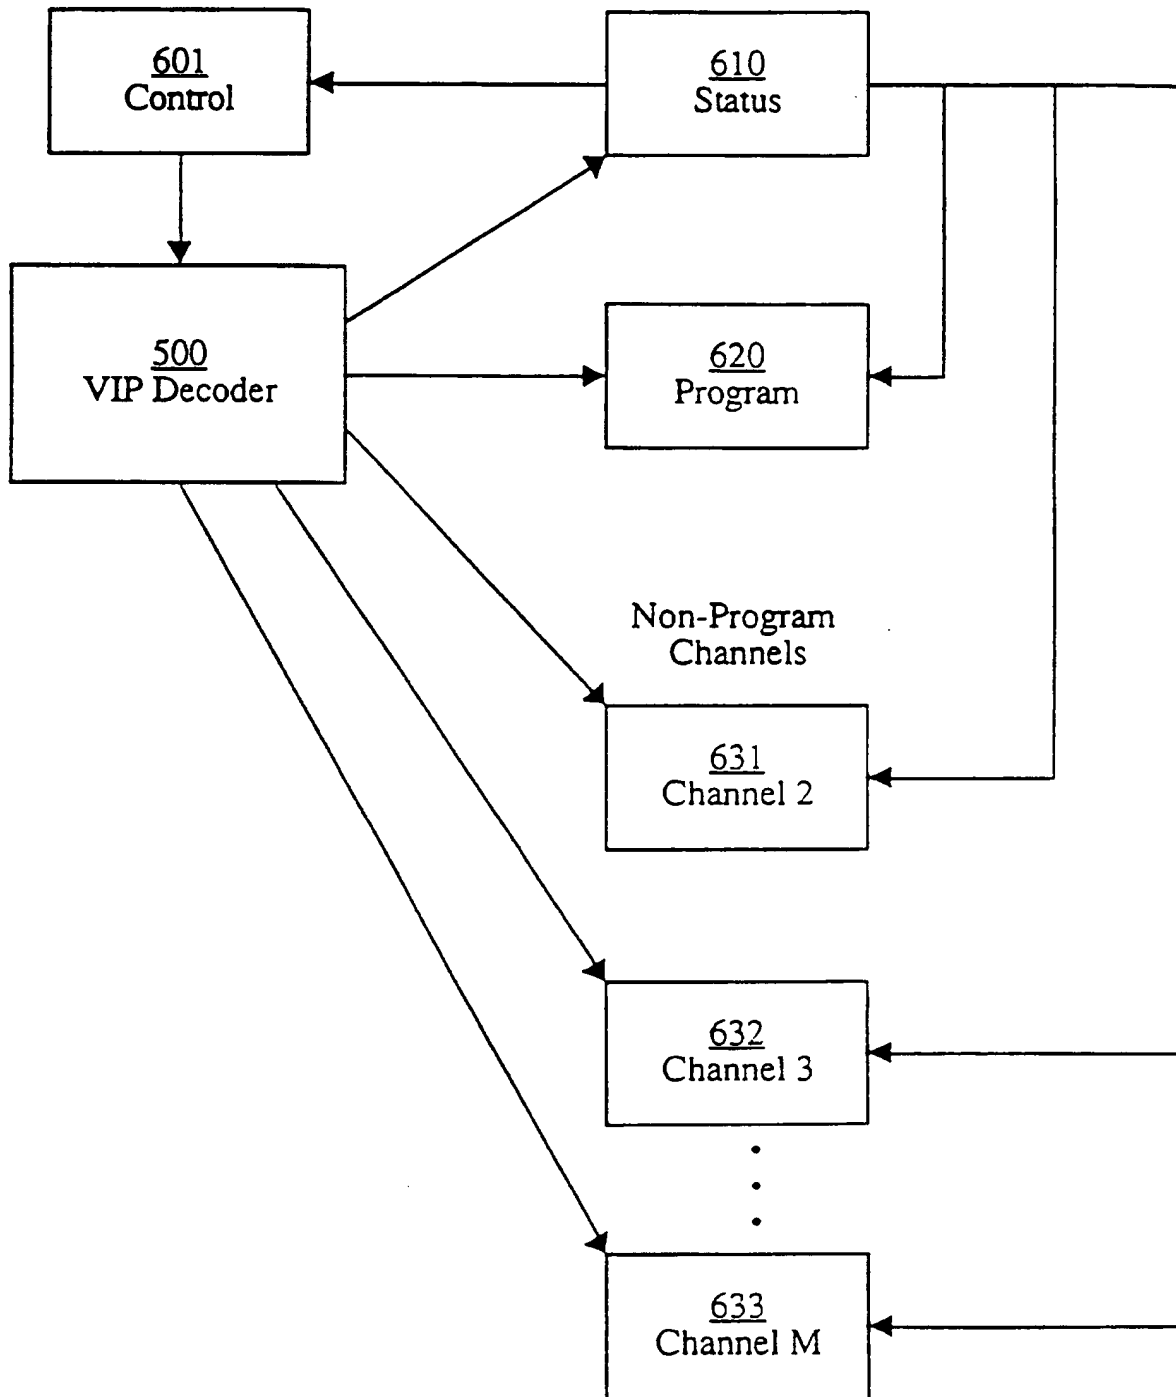 601
Control
610
Status
500
VIP Decoder
620
Program
Non-Program
Channels
631
Channel 2
632
Channel 3
633
Channel M